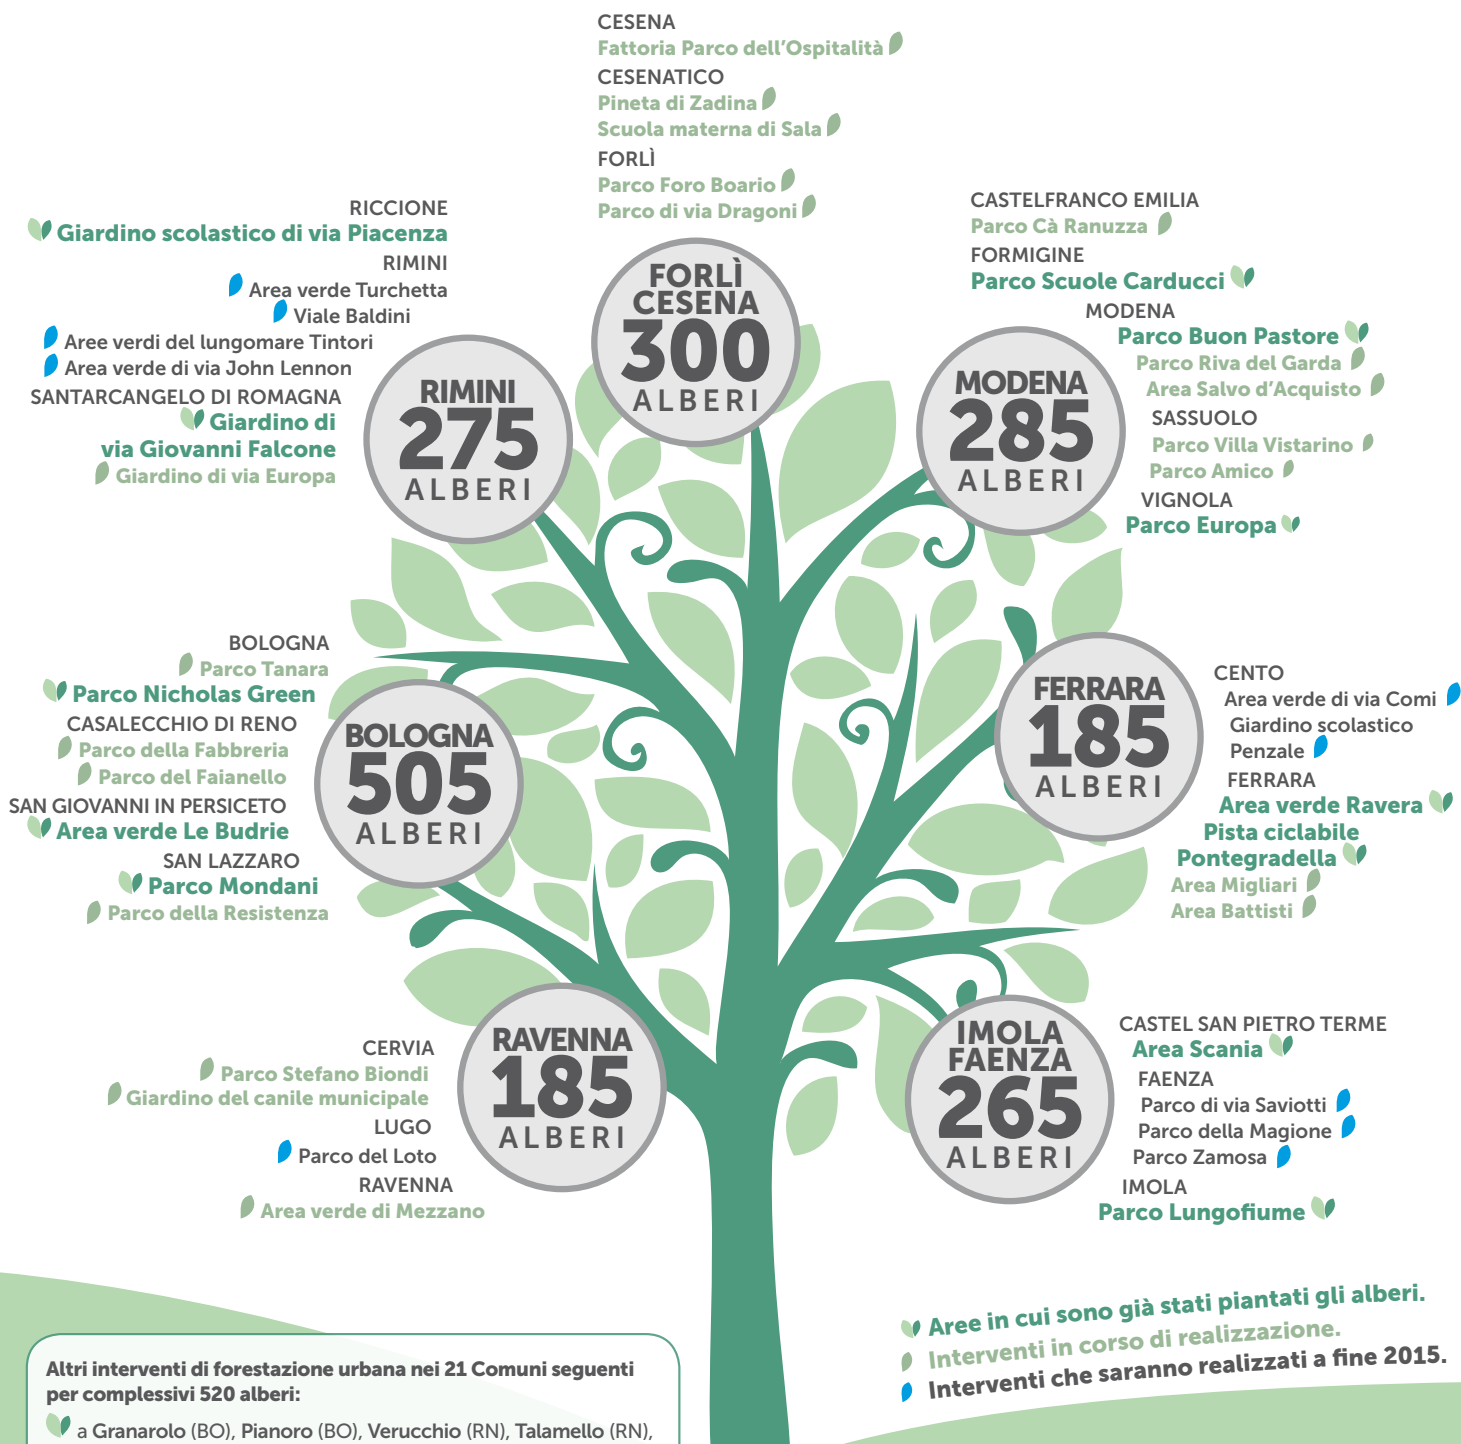 CESENA
Fattoria Parco dell'Ospitalità
CESENATICO
Pineta di Zadina
Scuola materna di Sala
FORLÌ
Parco Foro Boario
Parco di via Dragoni
FORLÌ
CESENA
300
ALBERI
RICCIONE
Giardino scolastico di via Piacenza
RIMINI
Area verde Turchetta
Viale Baldini
Aree verdi del lungomare Tintori
Area verde di via John Lennon
SANTARCANGELO DI ROMAGNA
Giardino di
via Giovanni Falcone
Giardino di via Europa
RIMINI
275
ALBERI
CASTELFRANCO EMILIA
Parco Cà Ranuzza
FORMIGINE
Parco Scuole Carducci
MODENA
Parco Buon Pastore
Parco Riva del Garda
Area Salvo d'Acquisto
SASSUOLO
Parco Villa Vistarino
Parco Amico
VIGNOLA
Parco Europa
MODENA
285
ALBERI
BOLOGNA
Parco Tanara
Parco Nicholas Green
CASALECCHIO DI RENO
Parco della Fabbreria
Parco del Faianello
SAN GIOVANNI IN PERSICETO
Area verde Le Budrie
SAN LAZZARO
Parco Mondani
Parco della Resistenza
BOLOGNA
505
ALBERI
FERRARA
185
ALBERI
CENTO
Area verde di via Comi
Giardino scolastico
Penzale
FERRARA
Area verde Ravera
Pista ciclabile
Pontegradella
Area Migliari
Area Battisti
CERVIA
Parco Stefano Biondi
Giardino del canile municipale
LUGO
Parco del Loto
RAVENNA
Area verde di Mezzano
RAVENNA
185
ALBERI
IMOLA
FAENZA
265
ALBERI
CASTEL SAN PIETRO TERME
Area Scania
FAENZA
Parco di via Saviotti
Parco della Magione
Parco Zamosa
IMOLA
Parco Lungofiume
Aree in cui sono già stati piantati gli alberi.
Interventi in corso di realizzazione.
Interventi che saranno realizzati a fine 2015.
Altri interventi di forestazione urbana nei 21 Comuni seguenti
per complessivi 520 alberi:
a Granarolo (BO), Pianoro (BO), Verucchio (RN), Talamello (RN),